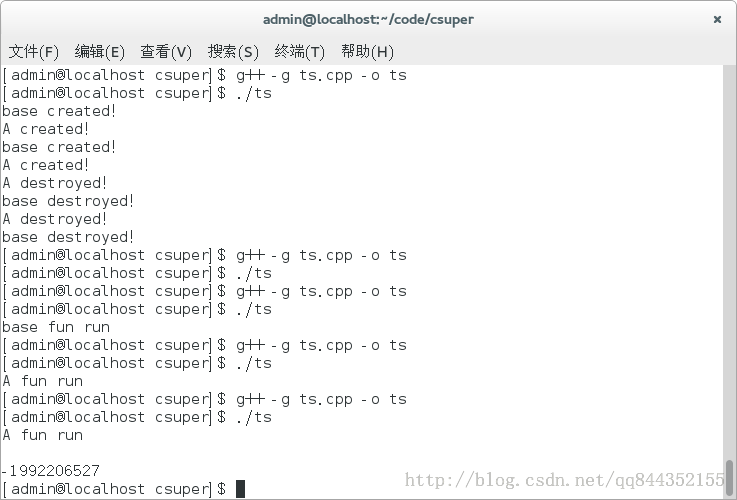 admin@localhost:~/code/csuper ×
文件(F) 编辑(E) 查看(V) 搜索(S) 终端(T) 帮助(H)
[admin@localhost csuper]$ g++ -g ts.cpp -o ts
[admin@localhost csuper]$ ./ts
base created!
A created!
base created!
A created!
A destroyed!
base destroyed!
A destroyed!
base destroyed!
[admin@localhost csuper]$ g++ -g ts.cpp -o ts
[admin@localhost csuper]$ ./ts
[admin@localhost csuper]$ g++ -g ts.cpp -o ts
[admin@localhost csuper]$ ./ts
base fun run
[admin@localhost csuper]$ g++ -g ts.cpp -o ts
[admin@localhost csuper]$ ./ts
A fun run
[admin@localhost csuper]$ g++ -g ts.cpp -o ts
[admin@localhost csuper]$ ./ts
A fun run
-1992206527
[admin@localhost csuper]$
http://blog.csdn.net/qq844352155